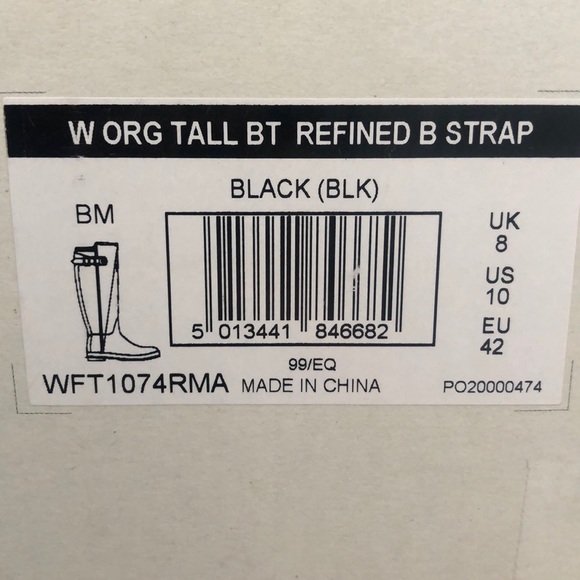 W ORG TALL BT REFINED B STRAP
BLACK (BLK)
BM
UK
8
US
10
EU
42
5 013441 846682
99/EQ
WFT1074RMA MADE IN CHINA PO20000474